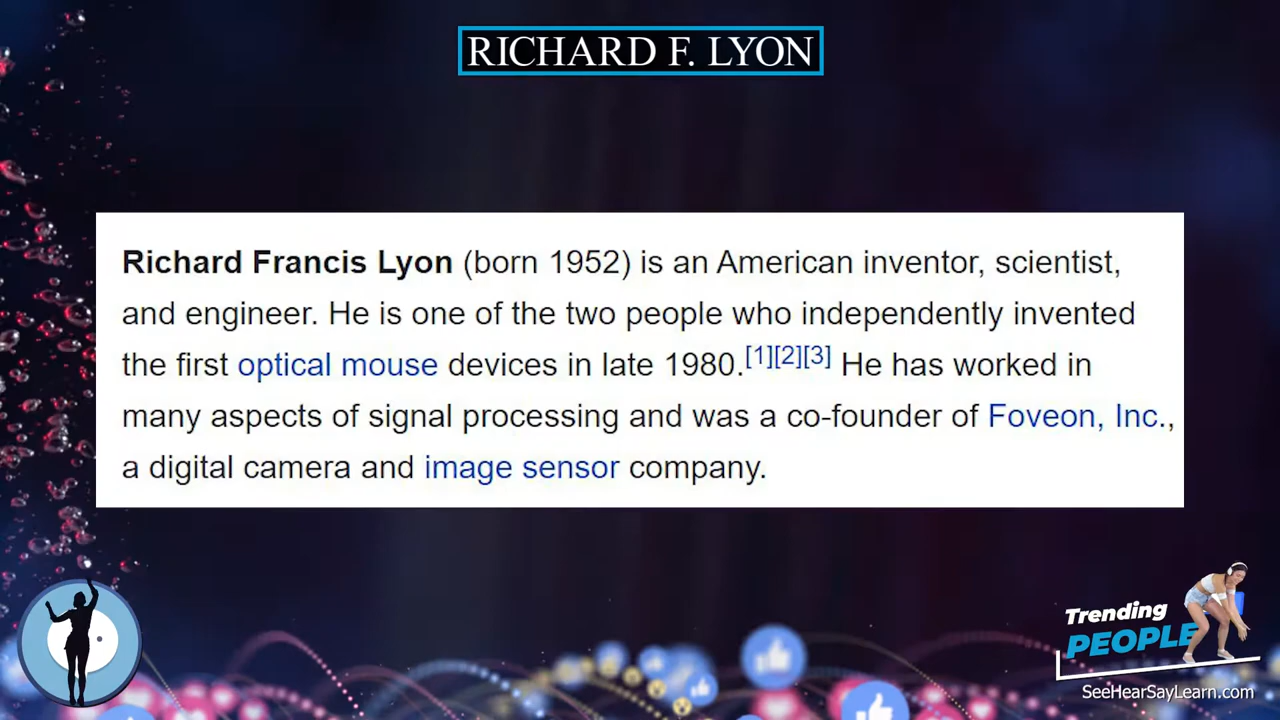 RICHARD F. LYON
Richard Francis Lyon (born 1952) is an American inventor, scientist,
and engineer. He is one of the two people who independently invented
the first optical mouse devices in late 1980.[1][2][3] He has worked in
many aspects of signal processing and was a co-founder of Foveon, Inc.,
a digital camera and image sensor company.
Trending
PEOPLE
SeeHearSayLearn.com